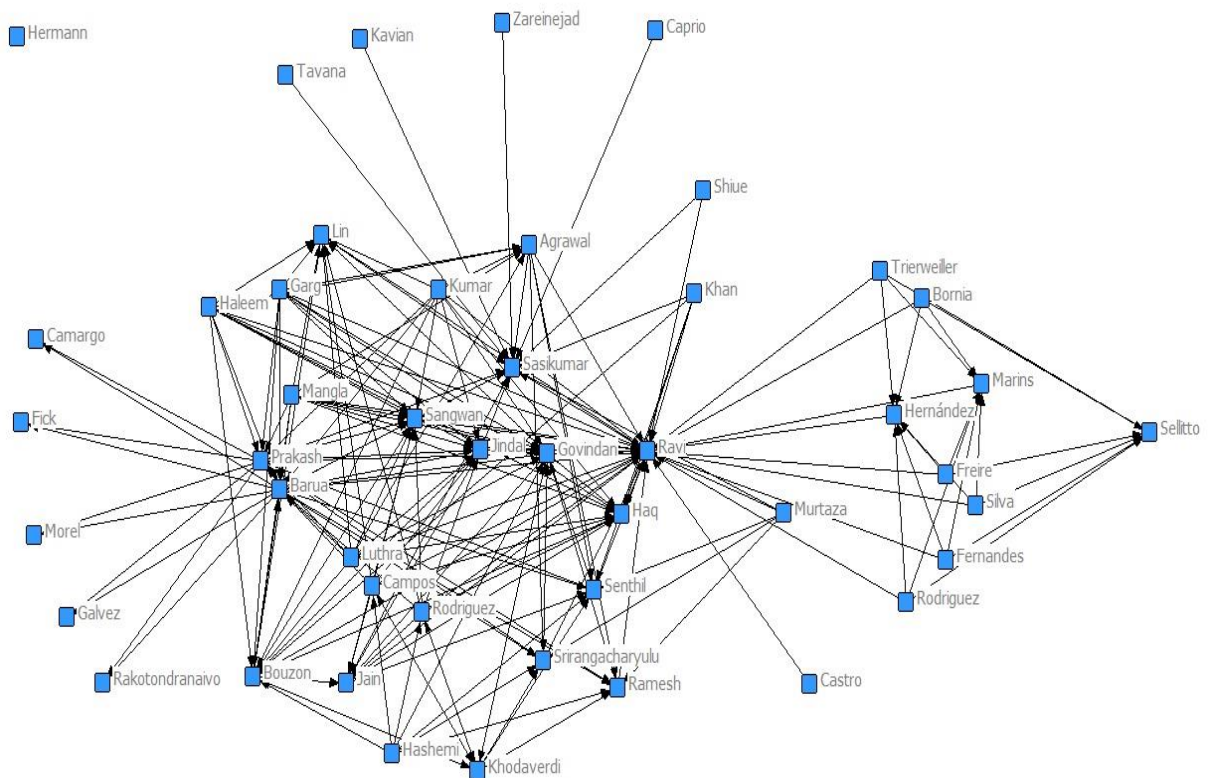 Hermann
Kavian
Zareinejad
Caprio
Tavana
Shiue
Lin
Agrawal
Trierweiller
Garg
Kumar
Khan
Bornia
Haleem
Camargo
Sasikumar
Marins
Mangla
Sangwan
Hernández
Fick
Sellitto
Jindal
Govindan
Ravi
Prakash
Freire
Barua
Silva
Haq
Murtaza
Morel
Luthra
Fernandes
Campos
Senthil
Rodriguez
Rodriguez
Galvez
Srirangacharyulu
Rakotondranaivo
Bouzon
Jain
Ramesh
Castro
Hashemi
Khodaverdi